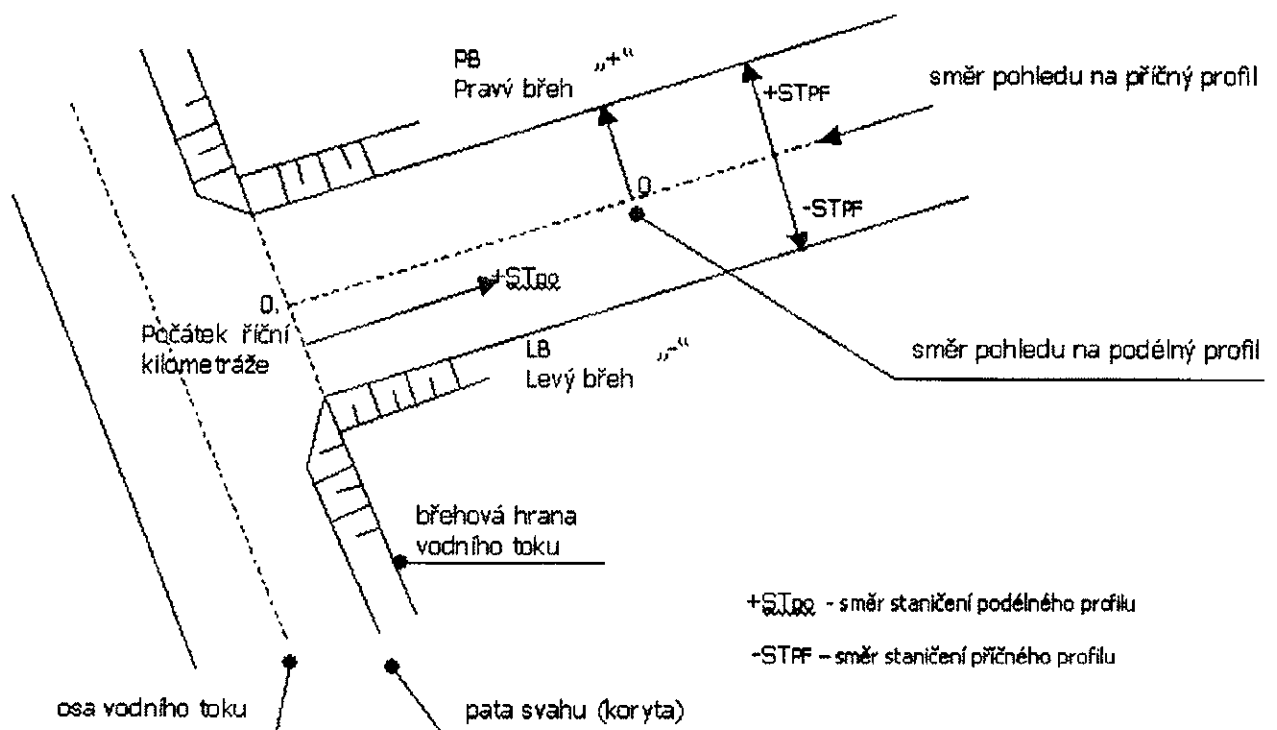 PB
Pravý břeh
„+“
směr pohledu na příčný profil
+STPF
0
-STPF
0.
+STpo
Počátek říční
kilometráže
LB
Levý břeh
„-“
směr pohledu na podélný profil
břehová hrana
vodního toku
+STpo - směr staničení podélného profilu
-STPF – směr staničení příčného profilu
osa vodního toku
pata svahu (koryta)